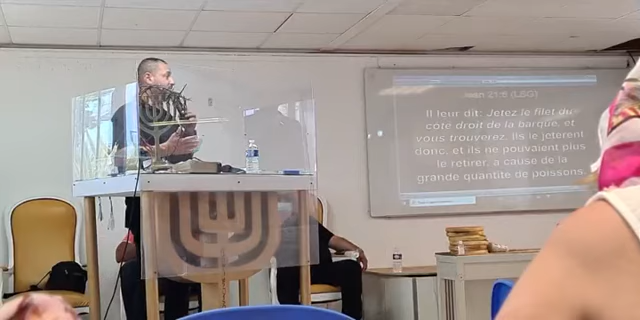 Jean 21:6 (LSG)
Il leur dit: Jetez le filet du
côté droit de la barque, et
vous trouverez. Ils le jetèrent
donc, et ils ne pouvaient plus
le retirer, a cause de la
grande quantite de poissons.